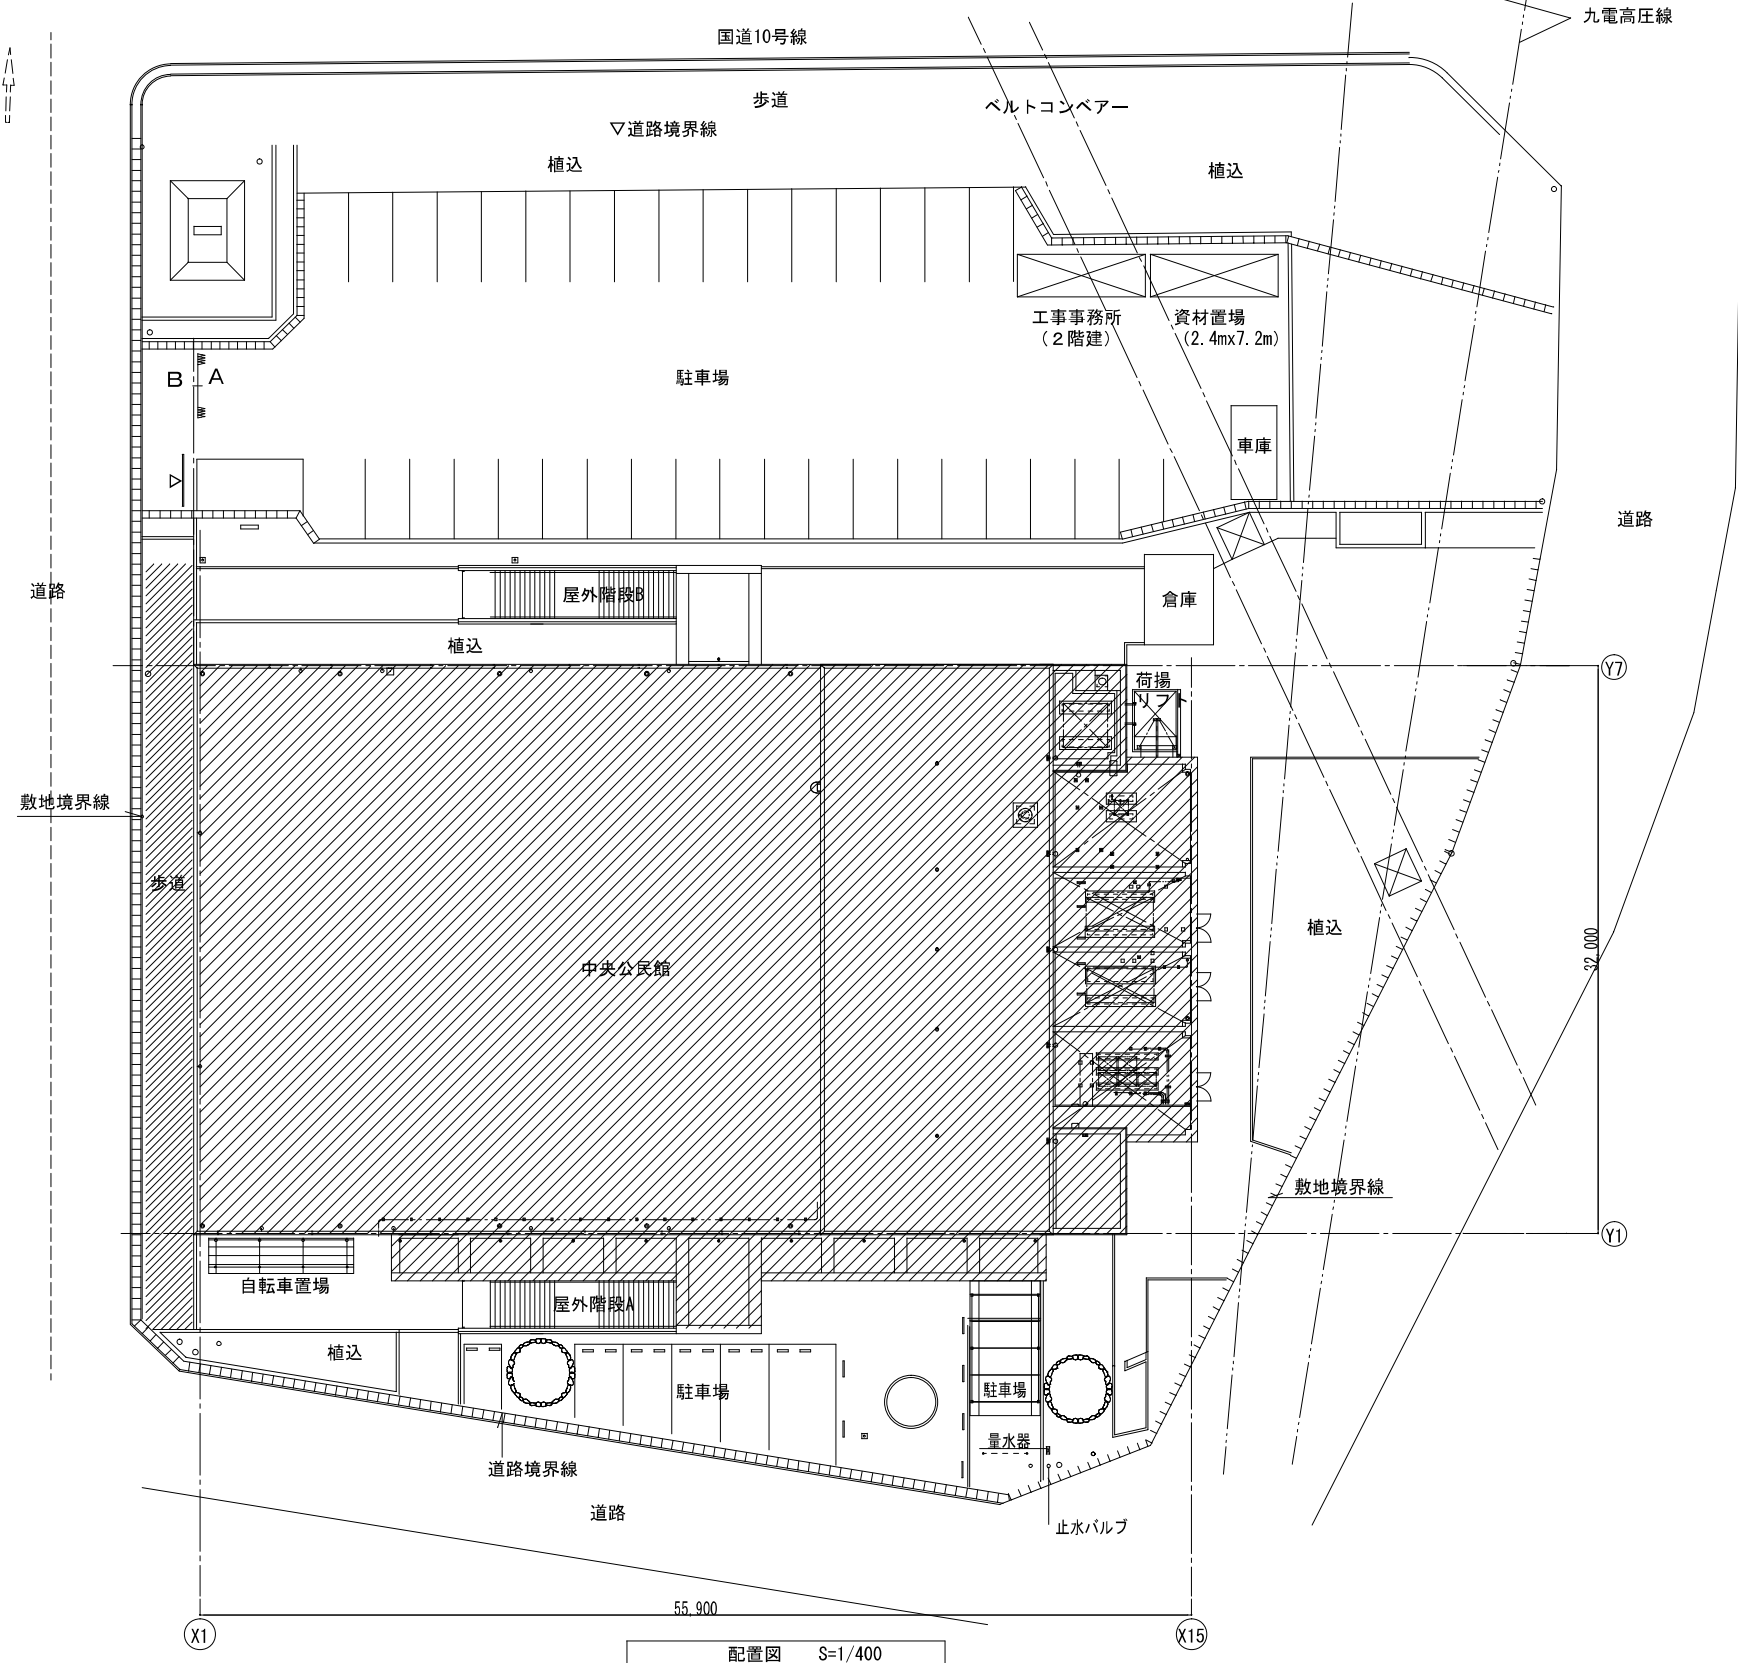 九電高圧線
国道10号線
歩道
ベルトコンベアー
▽道路境界線
植込
植込
工事事務所
(2階建)
資材置場
(2.4mx7.2m)
B
A
駐車場
車庫
道路
道路
屋外階段B
倉庫
植込
Y7
荷揚
リフト
敷地境界線
歩道
植込
32,000
中央公民館
敷地境界線
Y1
自転車置場
屋外階段A
植込
駐車場
駐車場
量水器
道路境界線
道路
止水バルブ
55,900
X1
X15
配置図 S=1/400